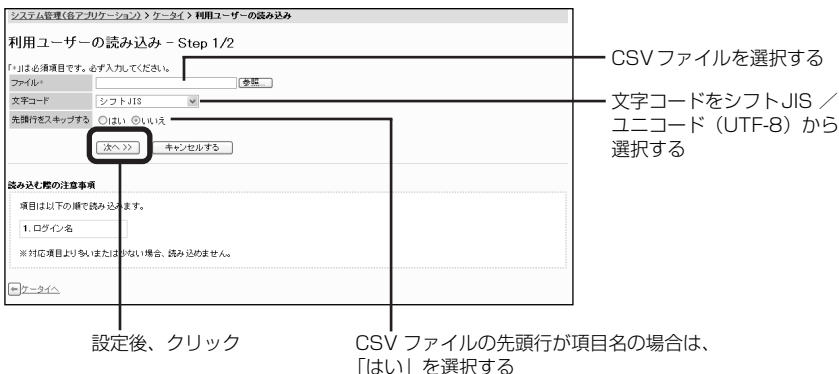 システム管理(各アプリケーション) > ケータイ > 利用ユーザーの読み込み
利用ユーザーの読み込み - Step 1/2
「*」は必須項目です。必ず入力してください。
ファイル*
参照...
文字コード
シフトJIS
先頭行をスキップする
はい
いいえ
次へ >>
キャンセルする
読み込む際の注意事項
項目は以下の順で読み込みます。
1. ログイン名
※対応項目より多いまたは少ない場合、読み込めません。
ケータイへ
CSVファイルを選択する
文字コードをシフトJIS ／
ユニコード（UTF-8）から
選択する
設定後、クリック
CSV ファイルの先頭行が項目名の場合は、
「はい」を選択する